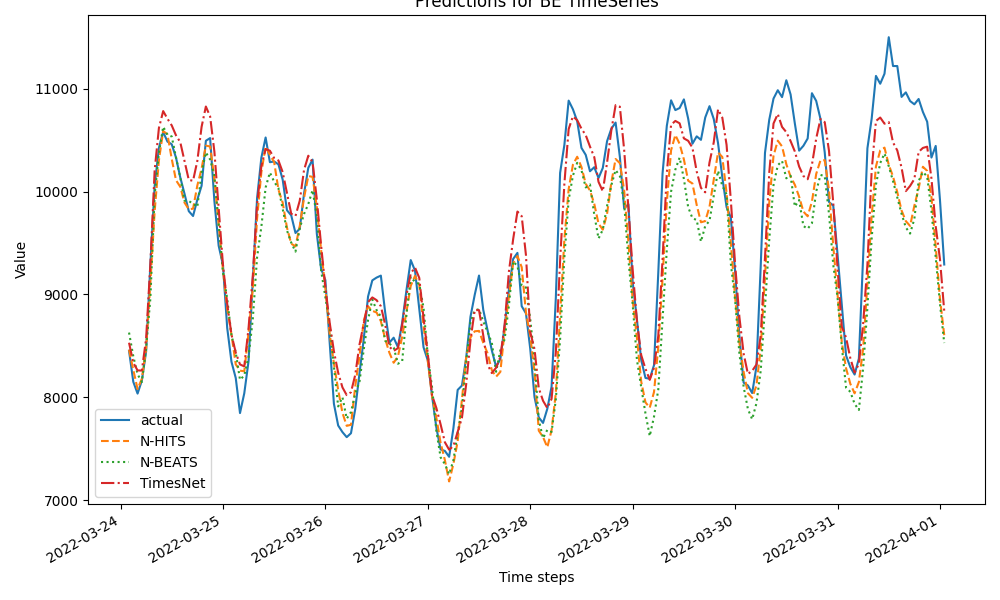 Predictions for BE TimeSeries
11000
10000
9000
8000
7000
Value
actual
N-HITS
N-BEATS
TimesNet
2022-03-24
2022-03-25
2022-03-26
2022-03-27
2022-03-28
2022-03-29
2022-03-30
2022-03-31
2022-04-01
Time steps